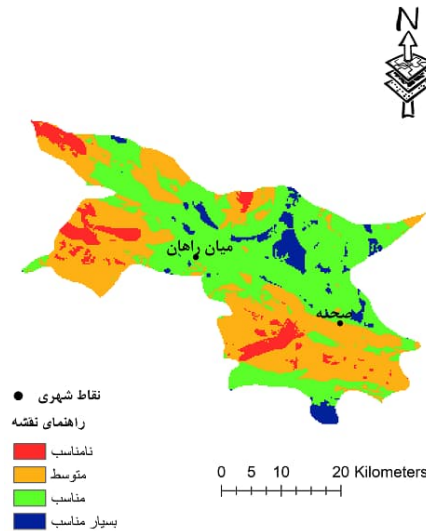 N
میان راهان
صحنه
نقاط شهری
راهنمای نقشه
نامناسب
متوسط
مناسب
بسیار مناسب
0 5 10 20 Kilometers